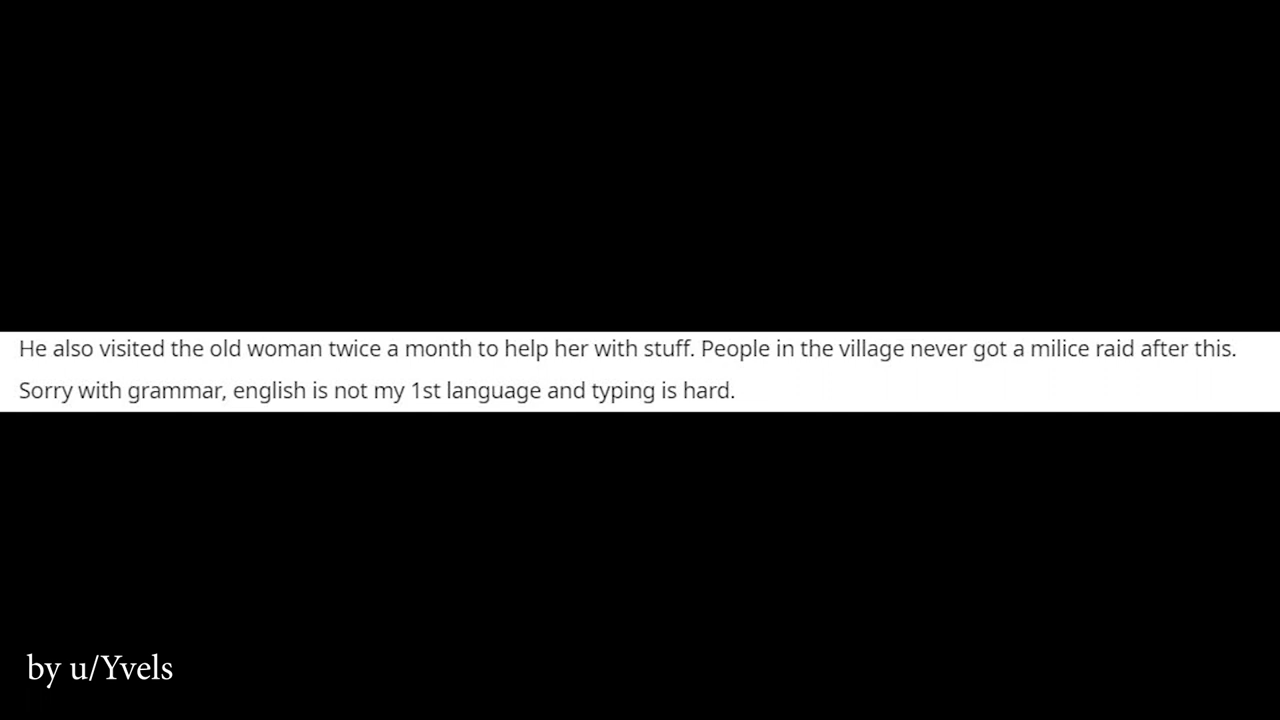 He also visited the old woman twice a month to help her with stuff. People in the village never got a milice raid after this.
Sorry with grammar, english is not my 1st language and typing is hard.
by u/Yvels